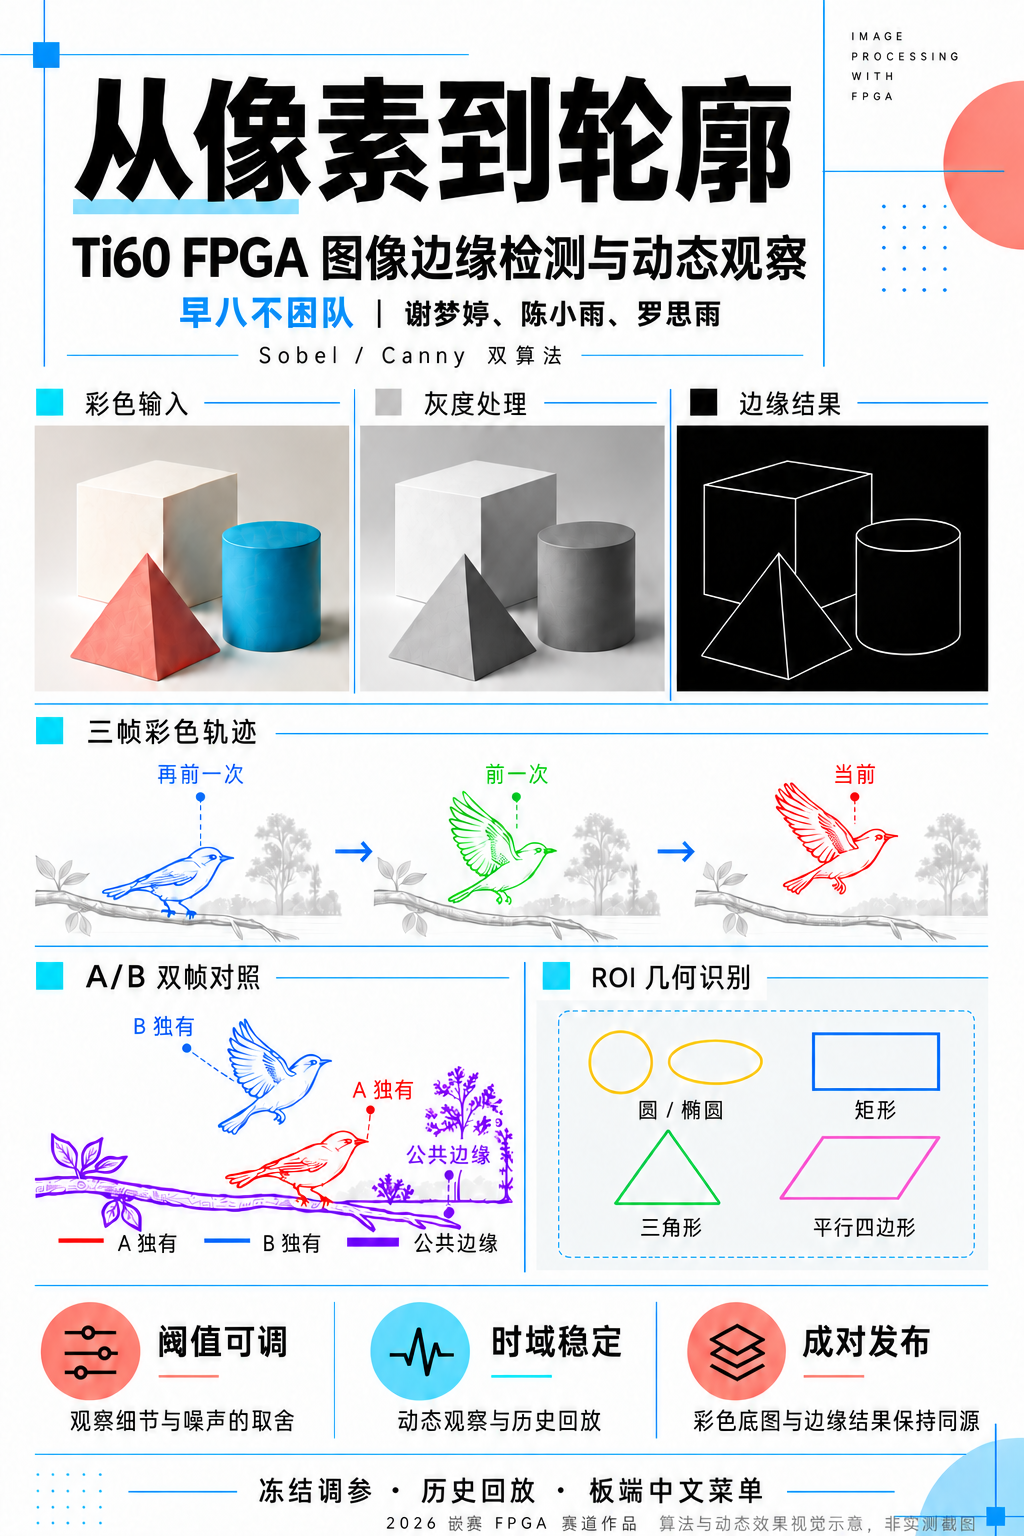 IMAGE
PROCESSING
WITH
FPGA
从像素到轮廓
Ti60 FPGA 图像边缘检测与动态观察
早八不困队 | 谢梦婷、陈小雨、罗思雨
Sobel / Canny 双算法
彩色输入
灰度处理
边缘结果
三帧彩色轨迹
再前一次
前一次
当前
A/B 双帧对照
B 独有
A 独有
公共边缘
A 独有
B 独有
公共边缘
ROI 几何识别
圆 / 椭圆
矩形
三角形
平行四边形
阈值可调
观察细节与噪声的取舍
时域稳定
动态观察与历史回放
成对发布
彩色底图与边缘结果保持同源
冻结调参 · 历史回放 · 板端中文菜单
2026 嵌赛 FPGA 赛道作品 算法与动态效果视觉示意，非实测截图